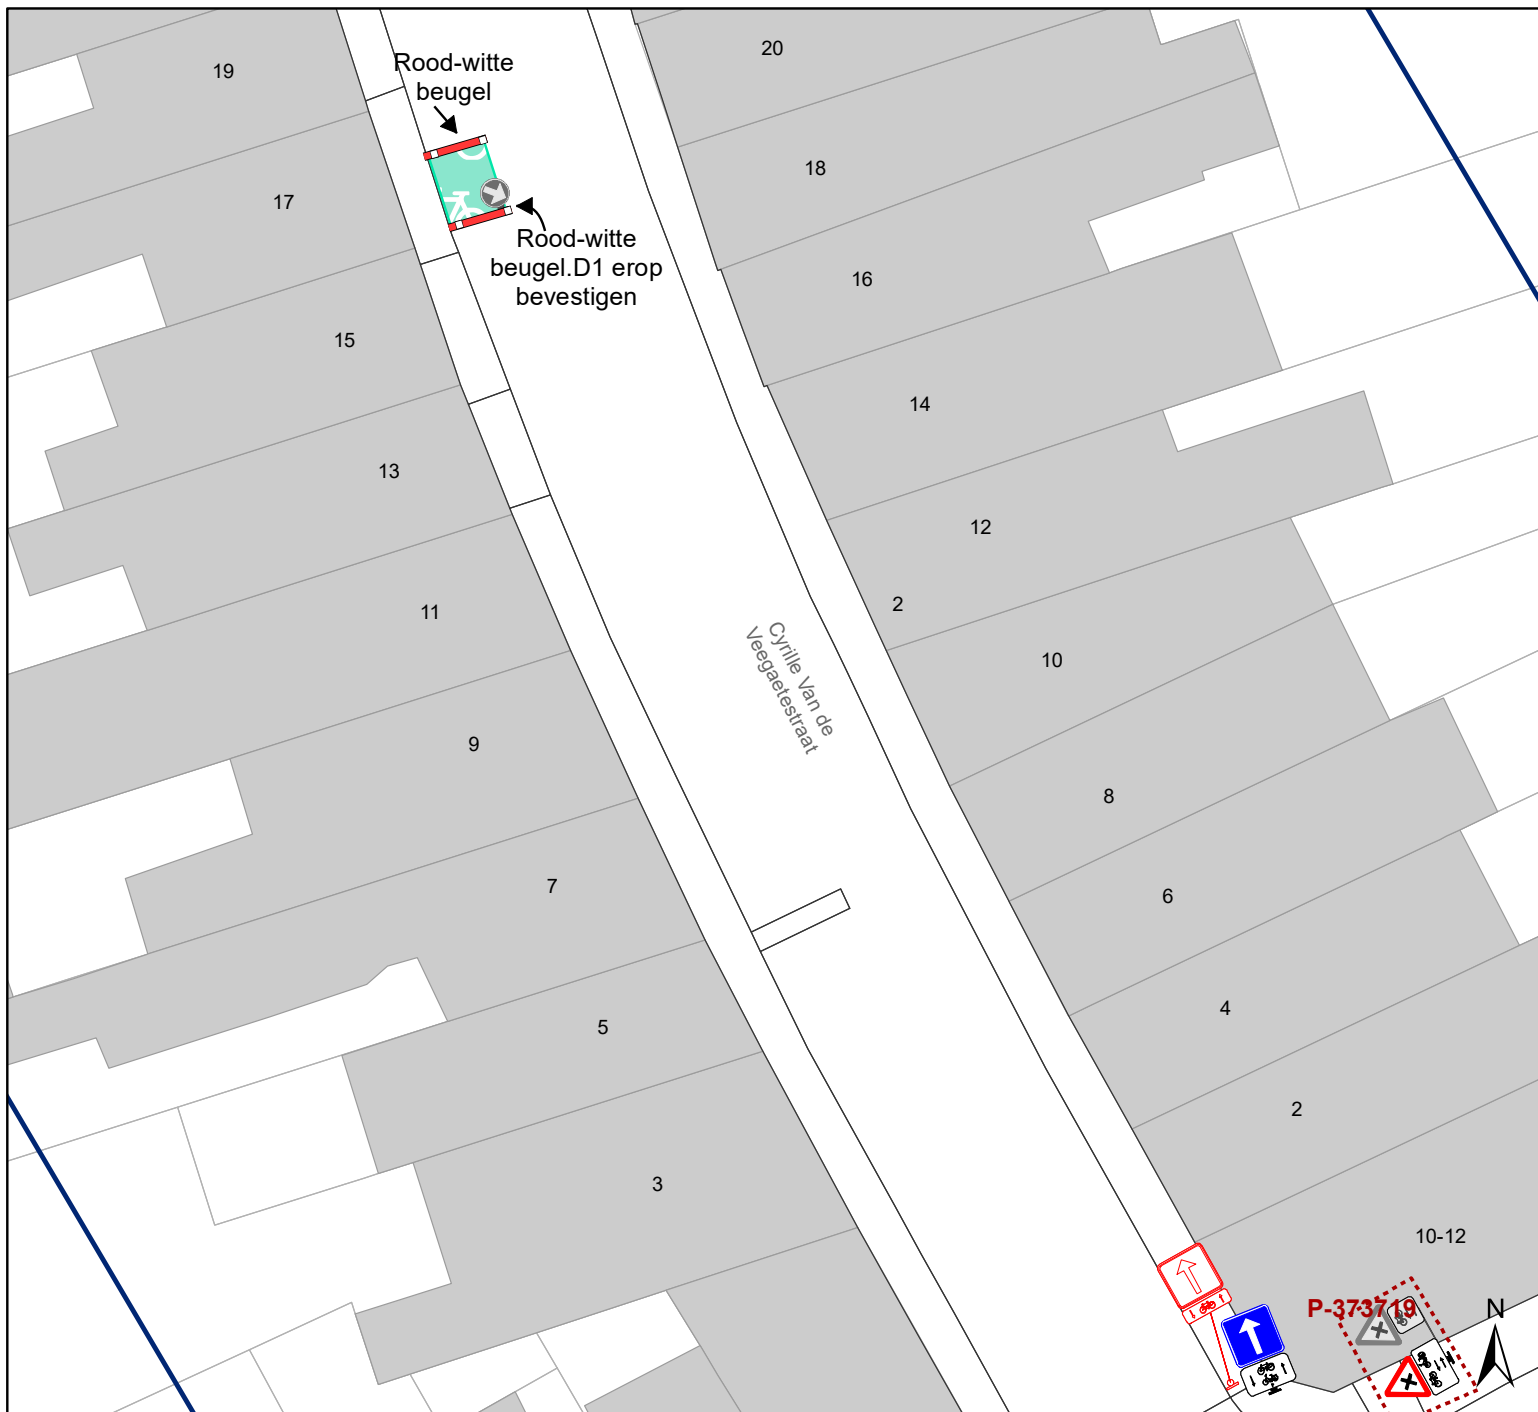 19
20
Rood-witte
beugel
18
17
Rood-witte
beugel.D1 erop
bevestigen
16
15
14
13
12
2
11
10
Cyrille Van de
Veegaetestraat
9
8
7
6
4
5
2
3
10-12
P-373719
N